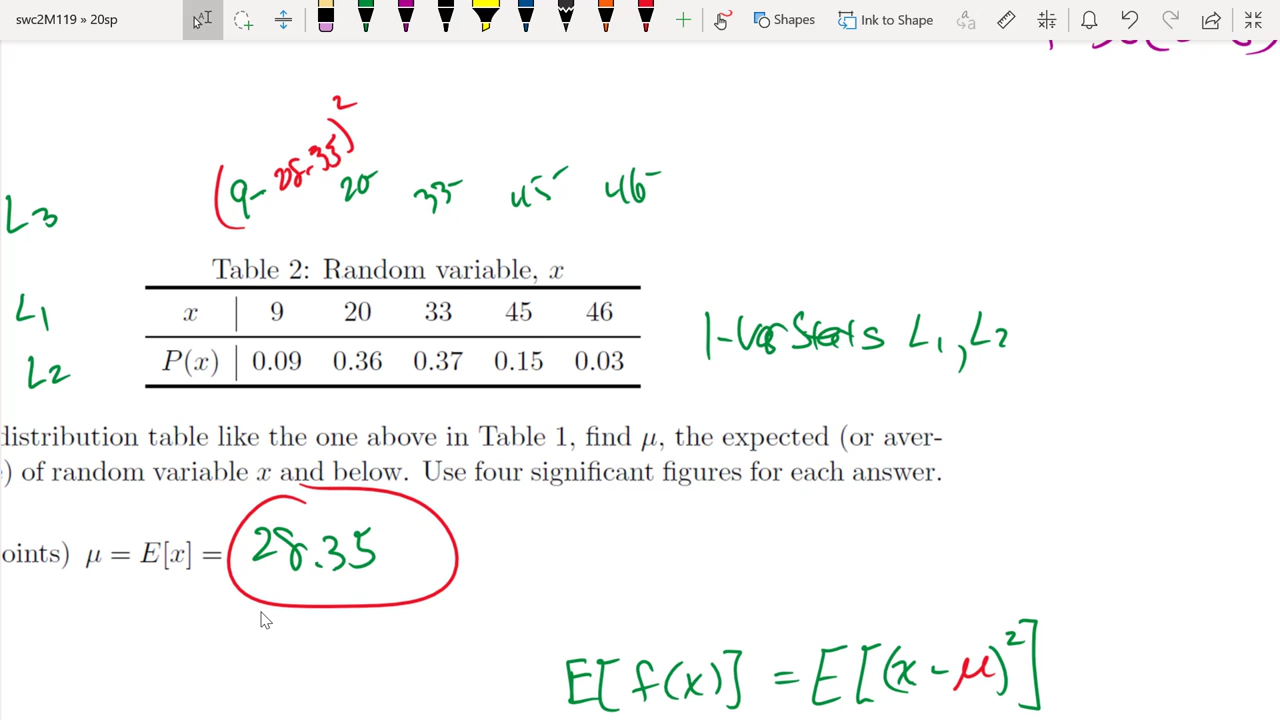 swc2M119 » 20sp
Shapes
Ink to Shape
L3 (9-28.35)² 20 33 45 46
Table 2: Random variable, x
L1 x 9 20 33 45 46
1-Var Stats L1, L2
L2 P(x) 0.09 0.36 0.37 0.15 0.03
distribution table like the one above in Table 1, find μ, the expected (or aver-
) of random variable x and below. Use four significant figures for each answer.
oints) μ = E[x] = 28.35
E[f(x)] = E[(x-μ)²]